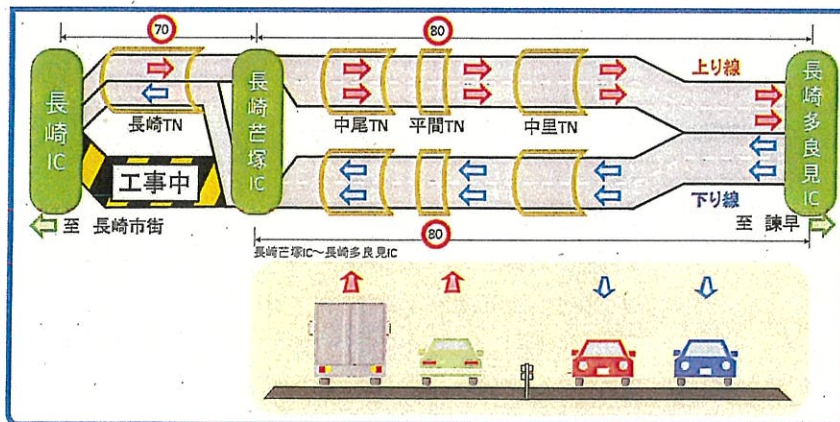 70
80
長崎IC
長崎芒塚IC
長崎多良見IC
上り線
長崎TN
中尾TN
平間TN
中里TN
工事中
下り線
至 長崎市街
至 諫早
80
長崎芒塚IC～長崎多良見IC